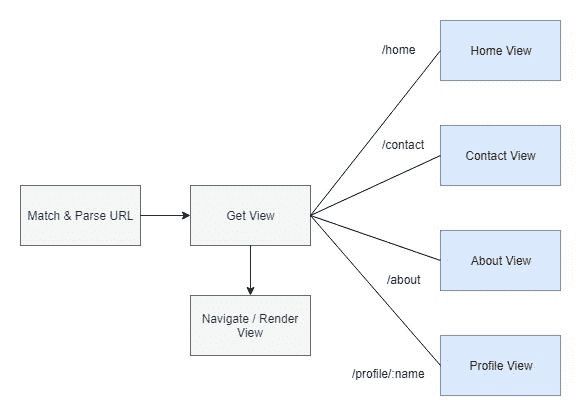 /home
Home View
/contact
Contact View
Match & Parse URL
Get View
About View
/about
Navigate / Render
View
Profile View
/profile/:name